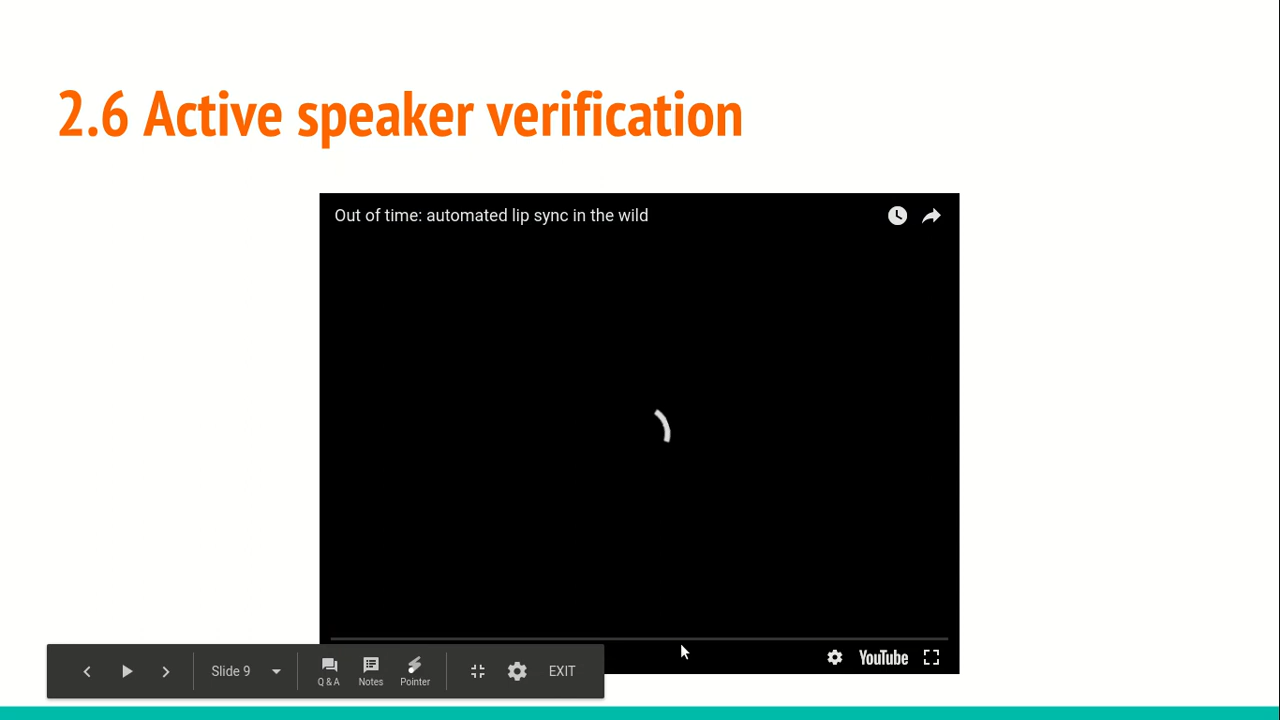 2.6 Active speaker verification
Out of time: automated lip sync in the wild
YouTube
Slide 9
Q & A
Notes
Pointer
EXIT